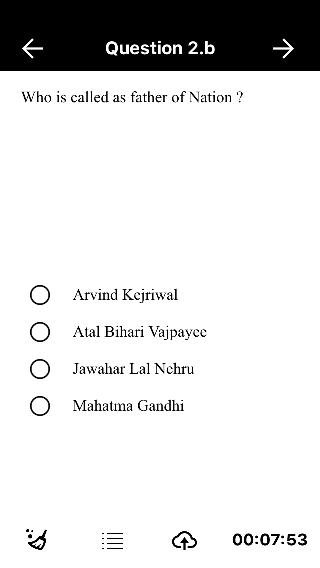 Question 2.b
Who is called as father of Nation ?
Arvind Kejriwal
Atal Bihari Vajpayee
Jawahar Lal Nehru
Mahatma Gandhi
00:07:53